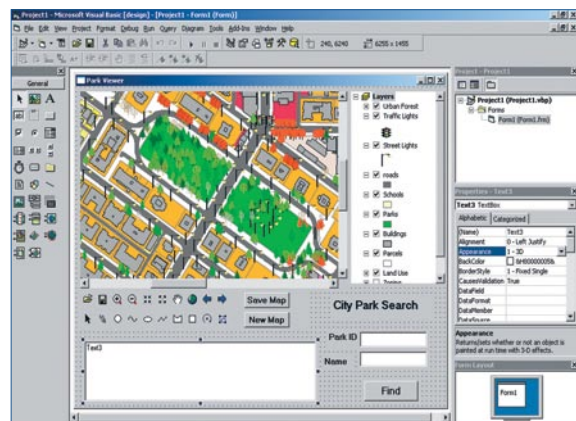 Project1 - Microsoft Visual Basic [design] - [Project1 - Form1 (Form)]
File Edit View Project Format Debug Run Query Diagram Tools Add-Ins Window Help
240, 6240
6255 x 1455
General
Park Viewer
Layers
Urban Forest
Traffic Lights
Street Lights
roads
Schools
Parks
Buildings
Parcels
Land Use
Save Map
New Map
City Park Search
Park ID
Name
Find
Text3
Project - Project1
Project1 (Project1.vbp)
Forms
Form1 (Form1.frm)
Properties - Text3
Text3 TextBox
Alphabetic Categorized
(Name) Text3
Alignment 0 - Left Justify
Appearance 1 - 3D
BackColor
BorderStyle 1 - Fixed Single
CausesValidation True
DataField
DataFormat
DataMember
Appearance
Returns/sets whether or not an object is
painted at run time with 3-D effects.
Form Layout
Form1